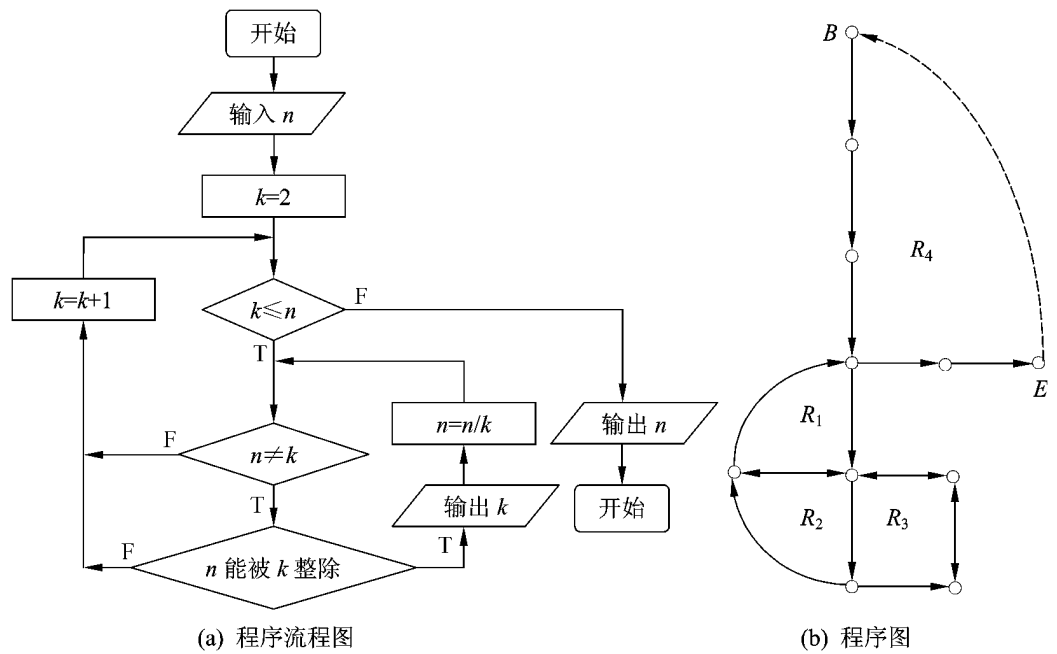 开始
输入 n
k=2
k=k+1
k≤n
F
T
n≠k
F
T
n=n/k
输出 k
输出 n
开始
n 能被 k 整除
F
T
(a) 程序流程图
B
R₄
E
R₁
R₂
R₃
(b) 程序图